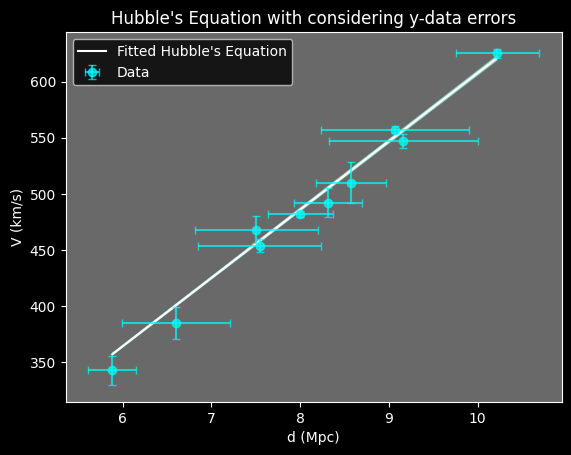 Hubble's Equation with considering y-data errors
Fitted Hubble's Equation
Data
V (km/s)
600
550
500
450
400
350
6 7 8 9 10
d (Mpc)